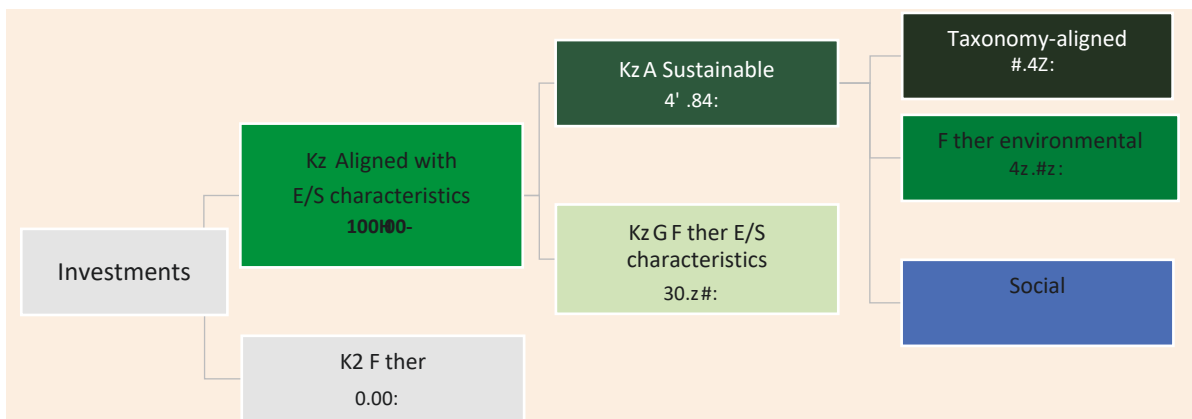 Investments
Kz Aligned with
E/S characteristics
100H00-
K2 F ther
0.00:
Kz A Sustainable
4' .84:
Kz G F ther E/S
characteristics
30.z#:
Taxonomy-aligned
#.4Z:
F ther environmental
4z.#z:
Social